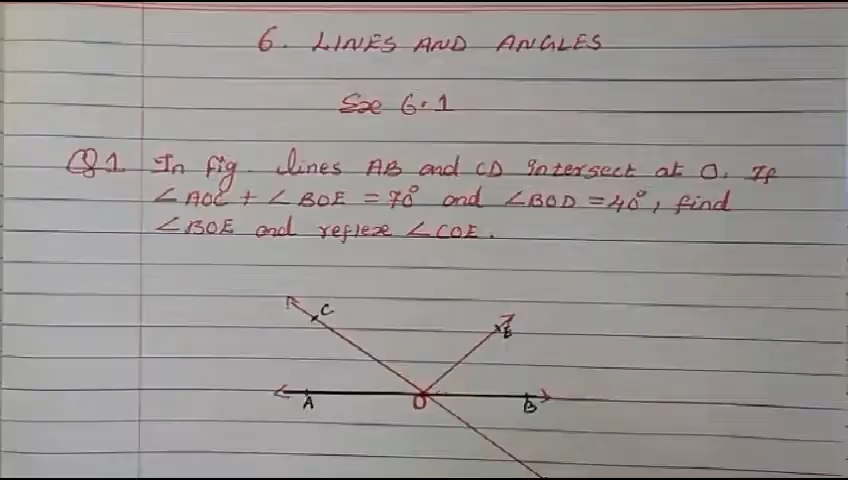 6. LINES AND ANGLES
Exe 6.1
Q1 In fig. lines AB and CD intersect at O. If
∠AOC + ∠BOE = 70° and ∠BOD = 40°, find
∠BOE and reflexe ∠COE.
C
E
A
O
B